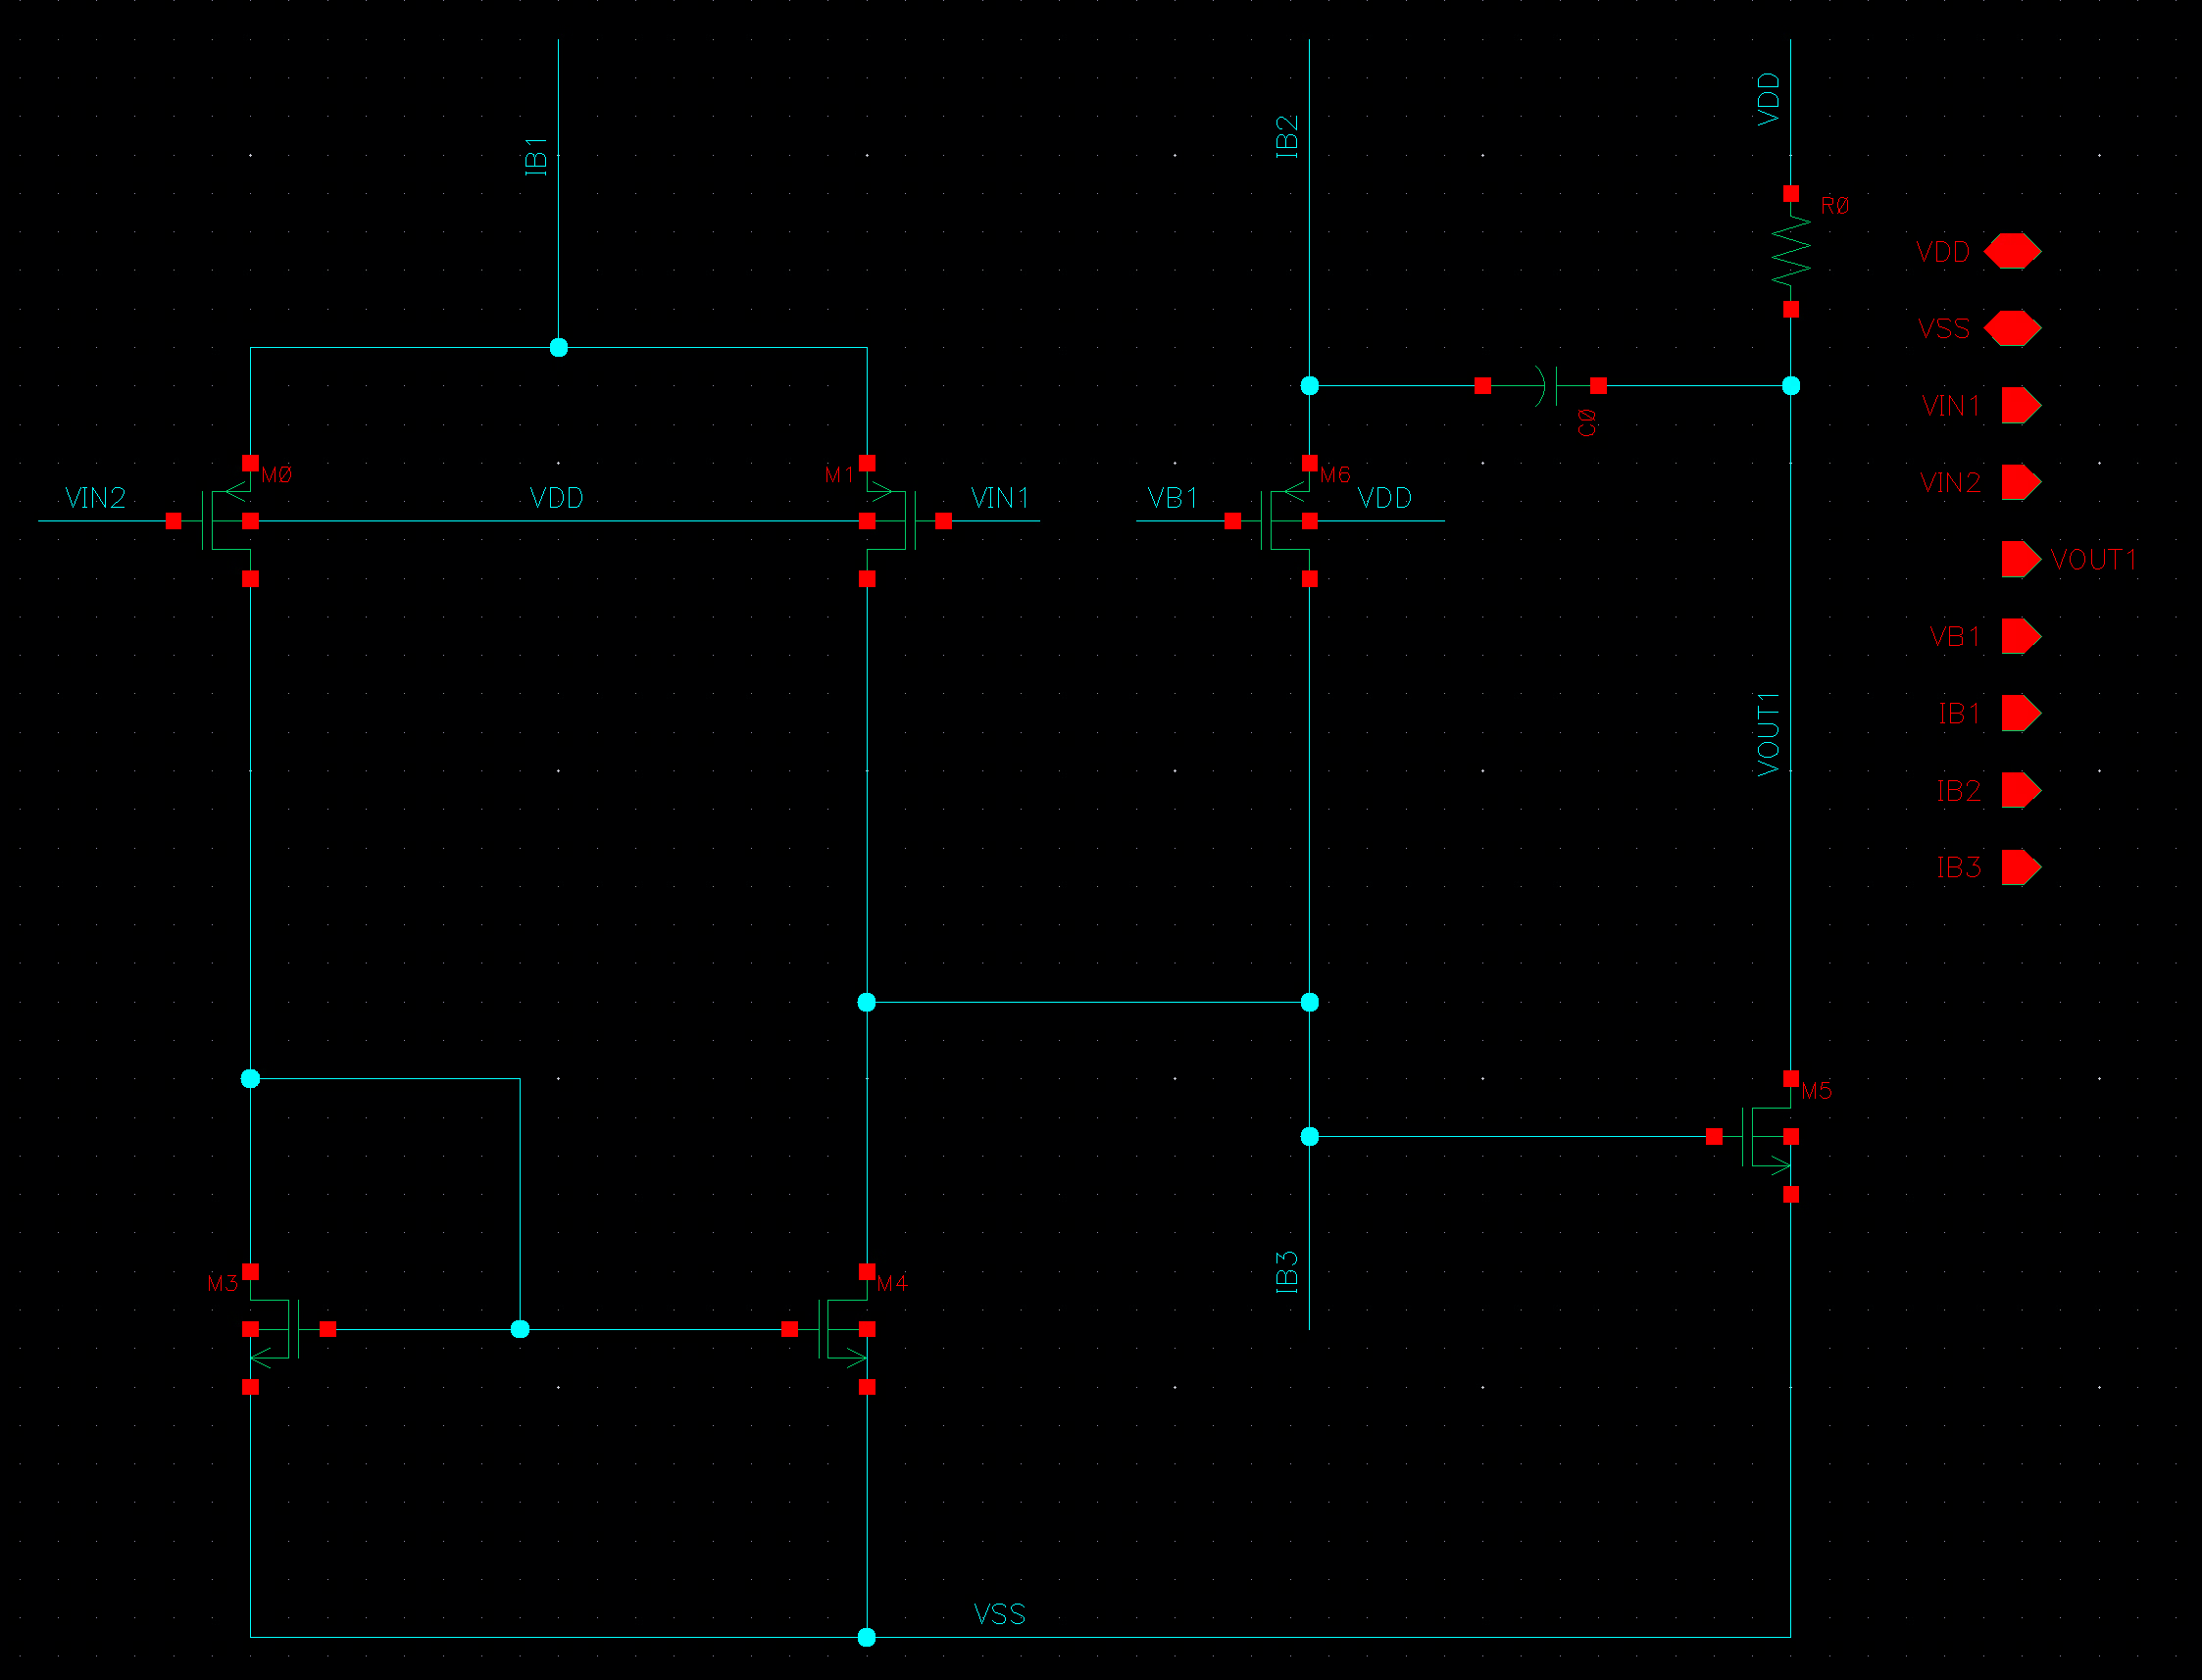 IB1
IB2
VDD
R0
VDD
VSS
C0
VIN1
M0
M1
M6
VIN2
VIN2
VDD
VIN1
VB1
VDD
VOUT1
VB1
IB1
VOUT1
IB2
IB3
M5
IB3
M3
M4
VSS